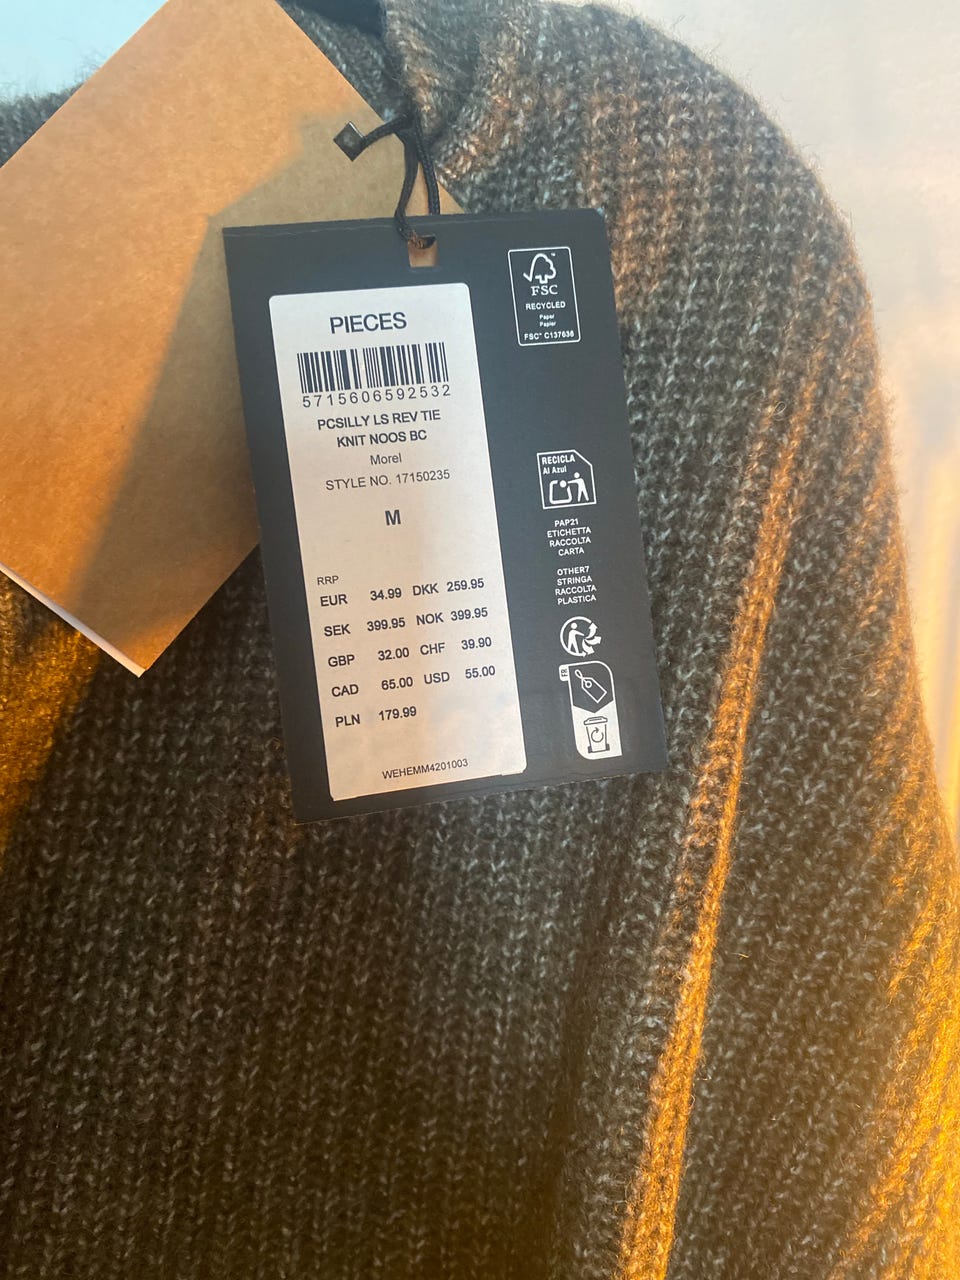 PIECES
5715606592532
PCSILLY LS REV TIE
KNIT NOOS BC
Morel
STYLE NO. 17150235
M
RRP
EUR 34.99 DKK 259.95
SEK 399.95 NOK 399.95
GBP 32.00 CHF 39.90
CAD 65.00 USD 55.00
PLN 179.99
WEHEMM4201003
FSC
RECYCLED
Paper
Papier
FSC™ C137636
RECICLA
Al Azul
PAP21
ETICHETTA
RACCOLTA
CARTA
OTHER7
STRINGA
RACCOLTA
PLASTICA
FR